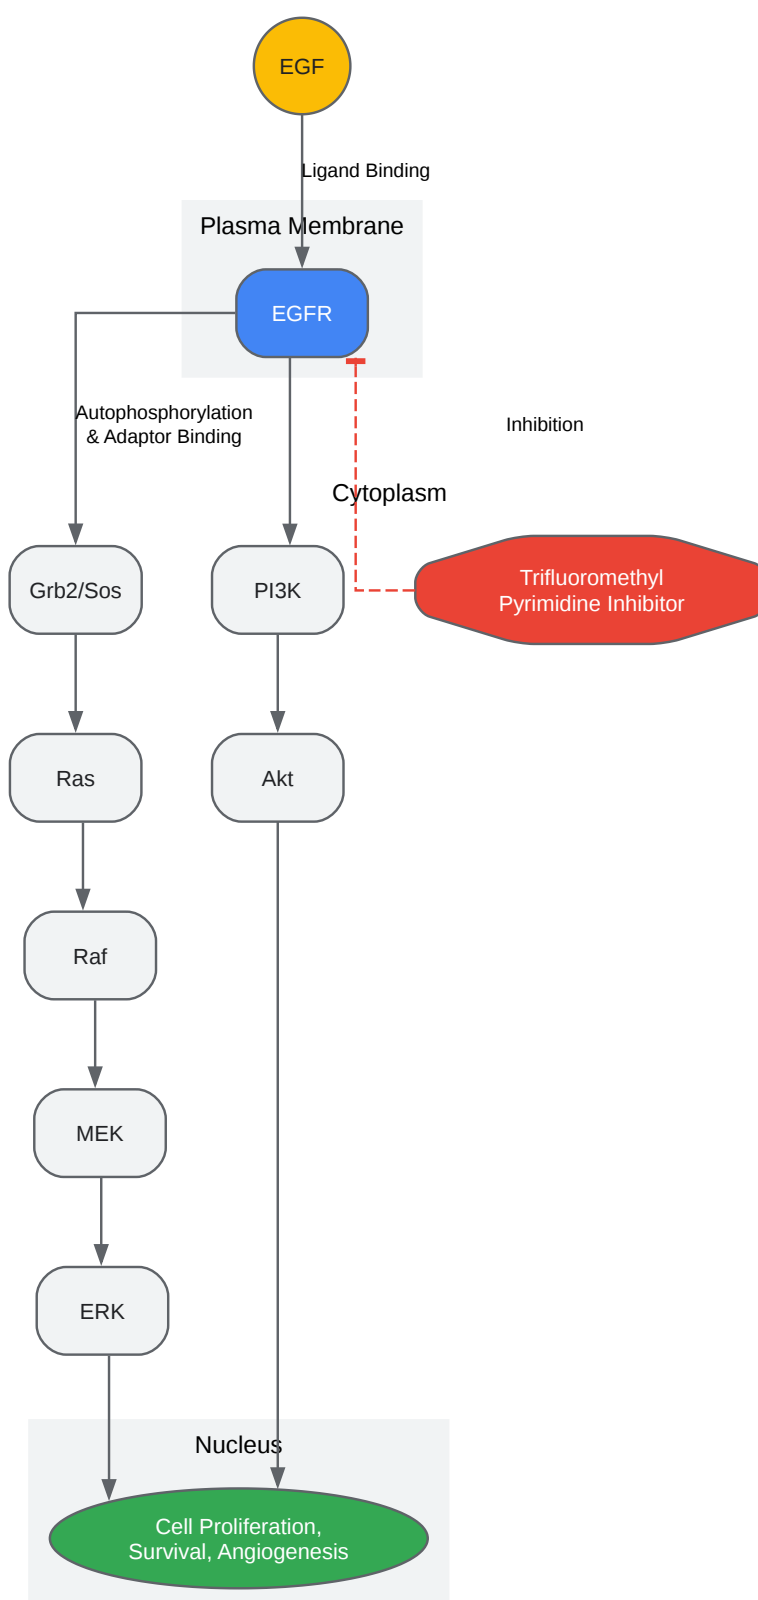 EGF
Ligand Binding
Plasma Membrane
EGFR
Autophosphorylation
& Adaptor Binding
Inhibition
Cytoplasm
Grb2/Sos
PI3K
Trifluoromethyl
Pyrimidine Inhibitor
Ras
Akt
Raf
MEK
ERK
Nucleus
Cell Proliferation,
Survival, Angiogenesis